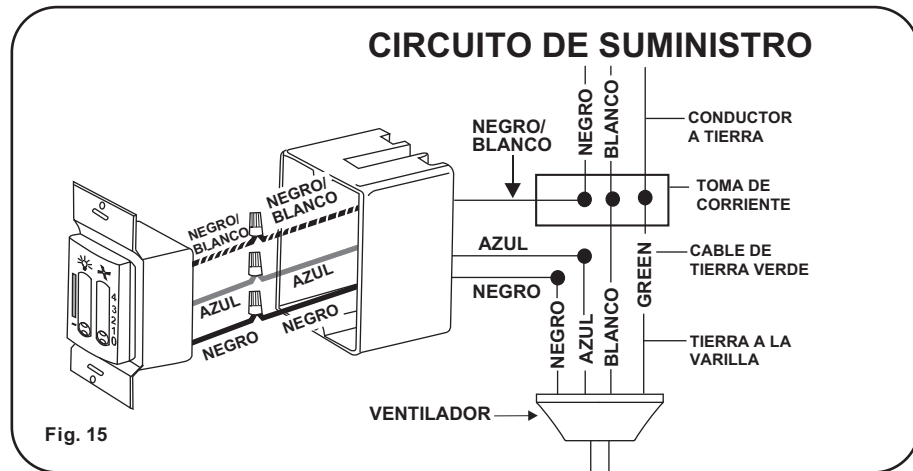 CIRCUITO DE SUMINISTRO
NEGRO
BLANCO
CONDUCTOR
A TIERRA
NEGRO/
BLANCO
TOMA DE
CORRIENTE
NEGRO/
BLANCO
NEGRO/
BLANCO
AZUL
AZUL
NEGRO
NEGRO
4
3
2
1
0
AZUL
NEGRO
GREEN
CABLE DE
TIERRA VERDE
NEGRO
AZUL
BLANCO
TIERRA A LA
VARILLA
VENTILADOR
Fig. 15